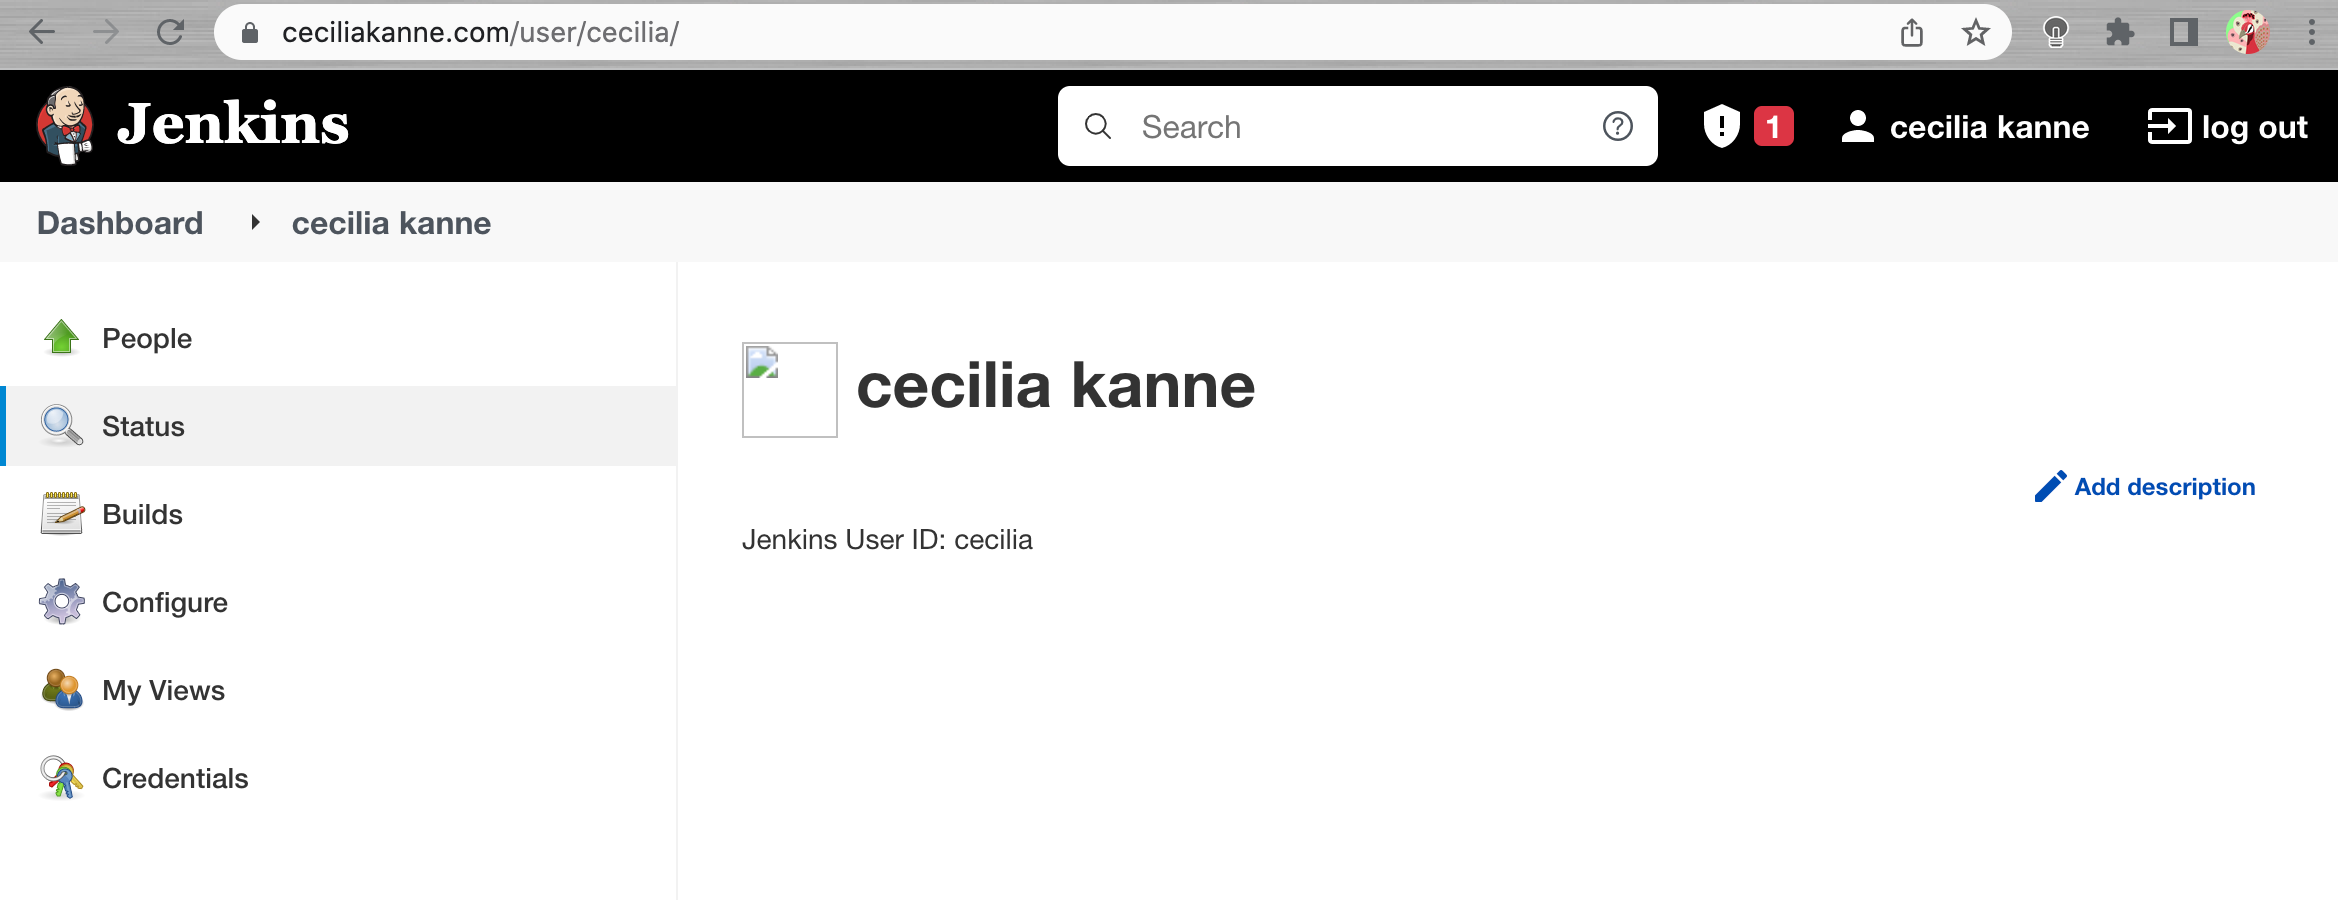 ceciliakanne.com/user/cecilia/
Jenkins
Search
1
cecilia kanne
log out
Dashboard
cecilia kanne
People
Status
Builds
Configure
My Views
Credentials
cecilia kanne
Add description
Jenkins User ID: cecilia